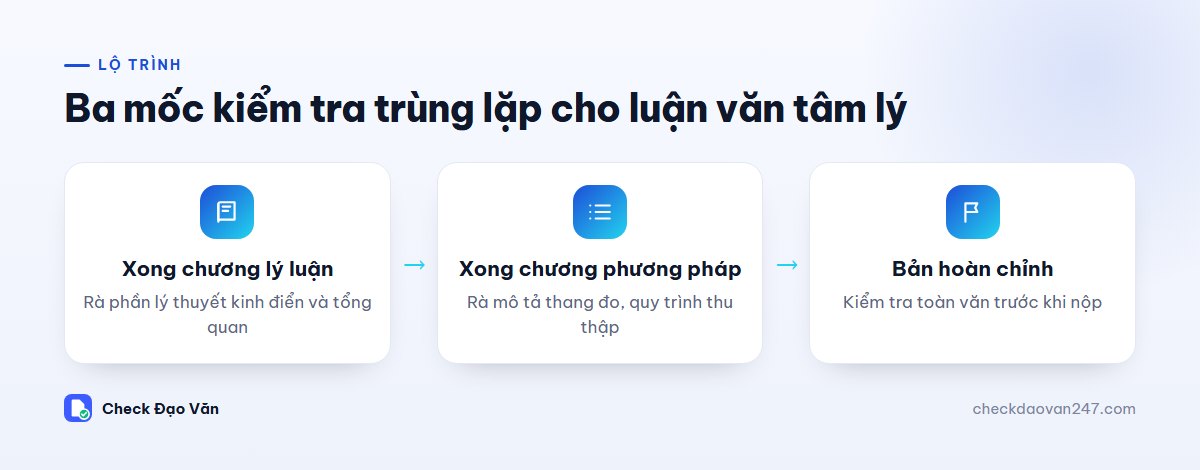 LỘ TRÌNH
Ba mốc kiểm tra trùng lặp cho luận văn tâm lý
Xong chương lý luận
Rà phần lý thuyết kinh điển và tổng
quan
Xong chương phương pháp
Rà mô tả thang đo, quy trình thu
thập
Bản hoàn chỉnh
Kiểm tra toàn văn trước khi nộp
Check Đạo Văn
checkdaovan247.com